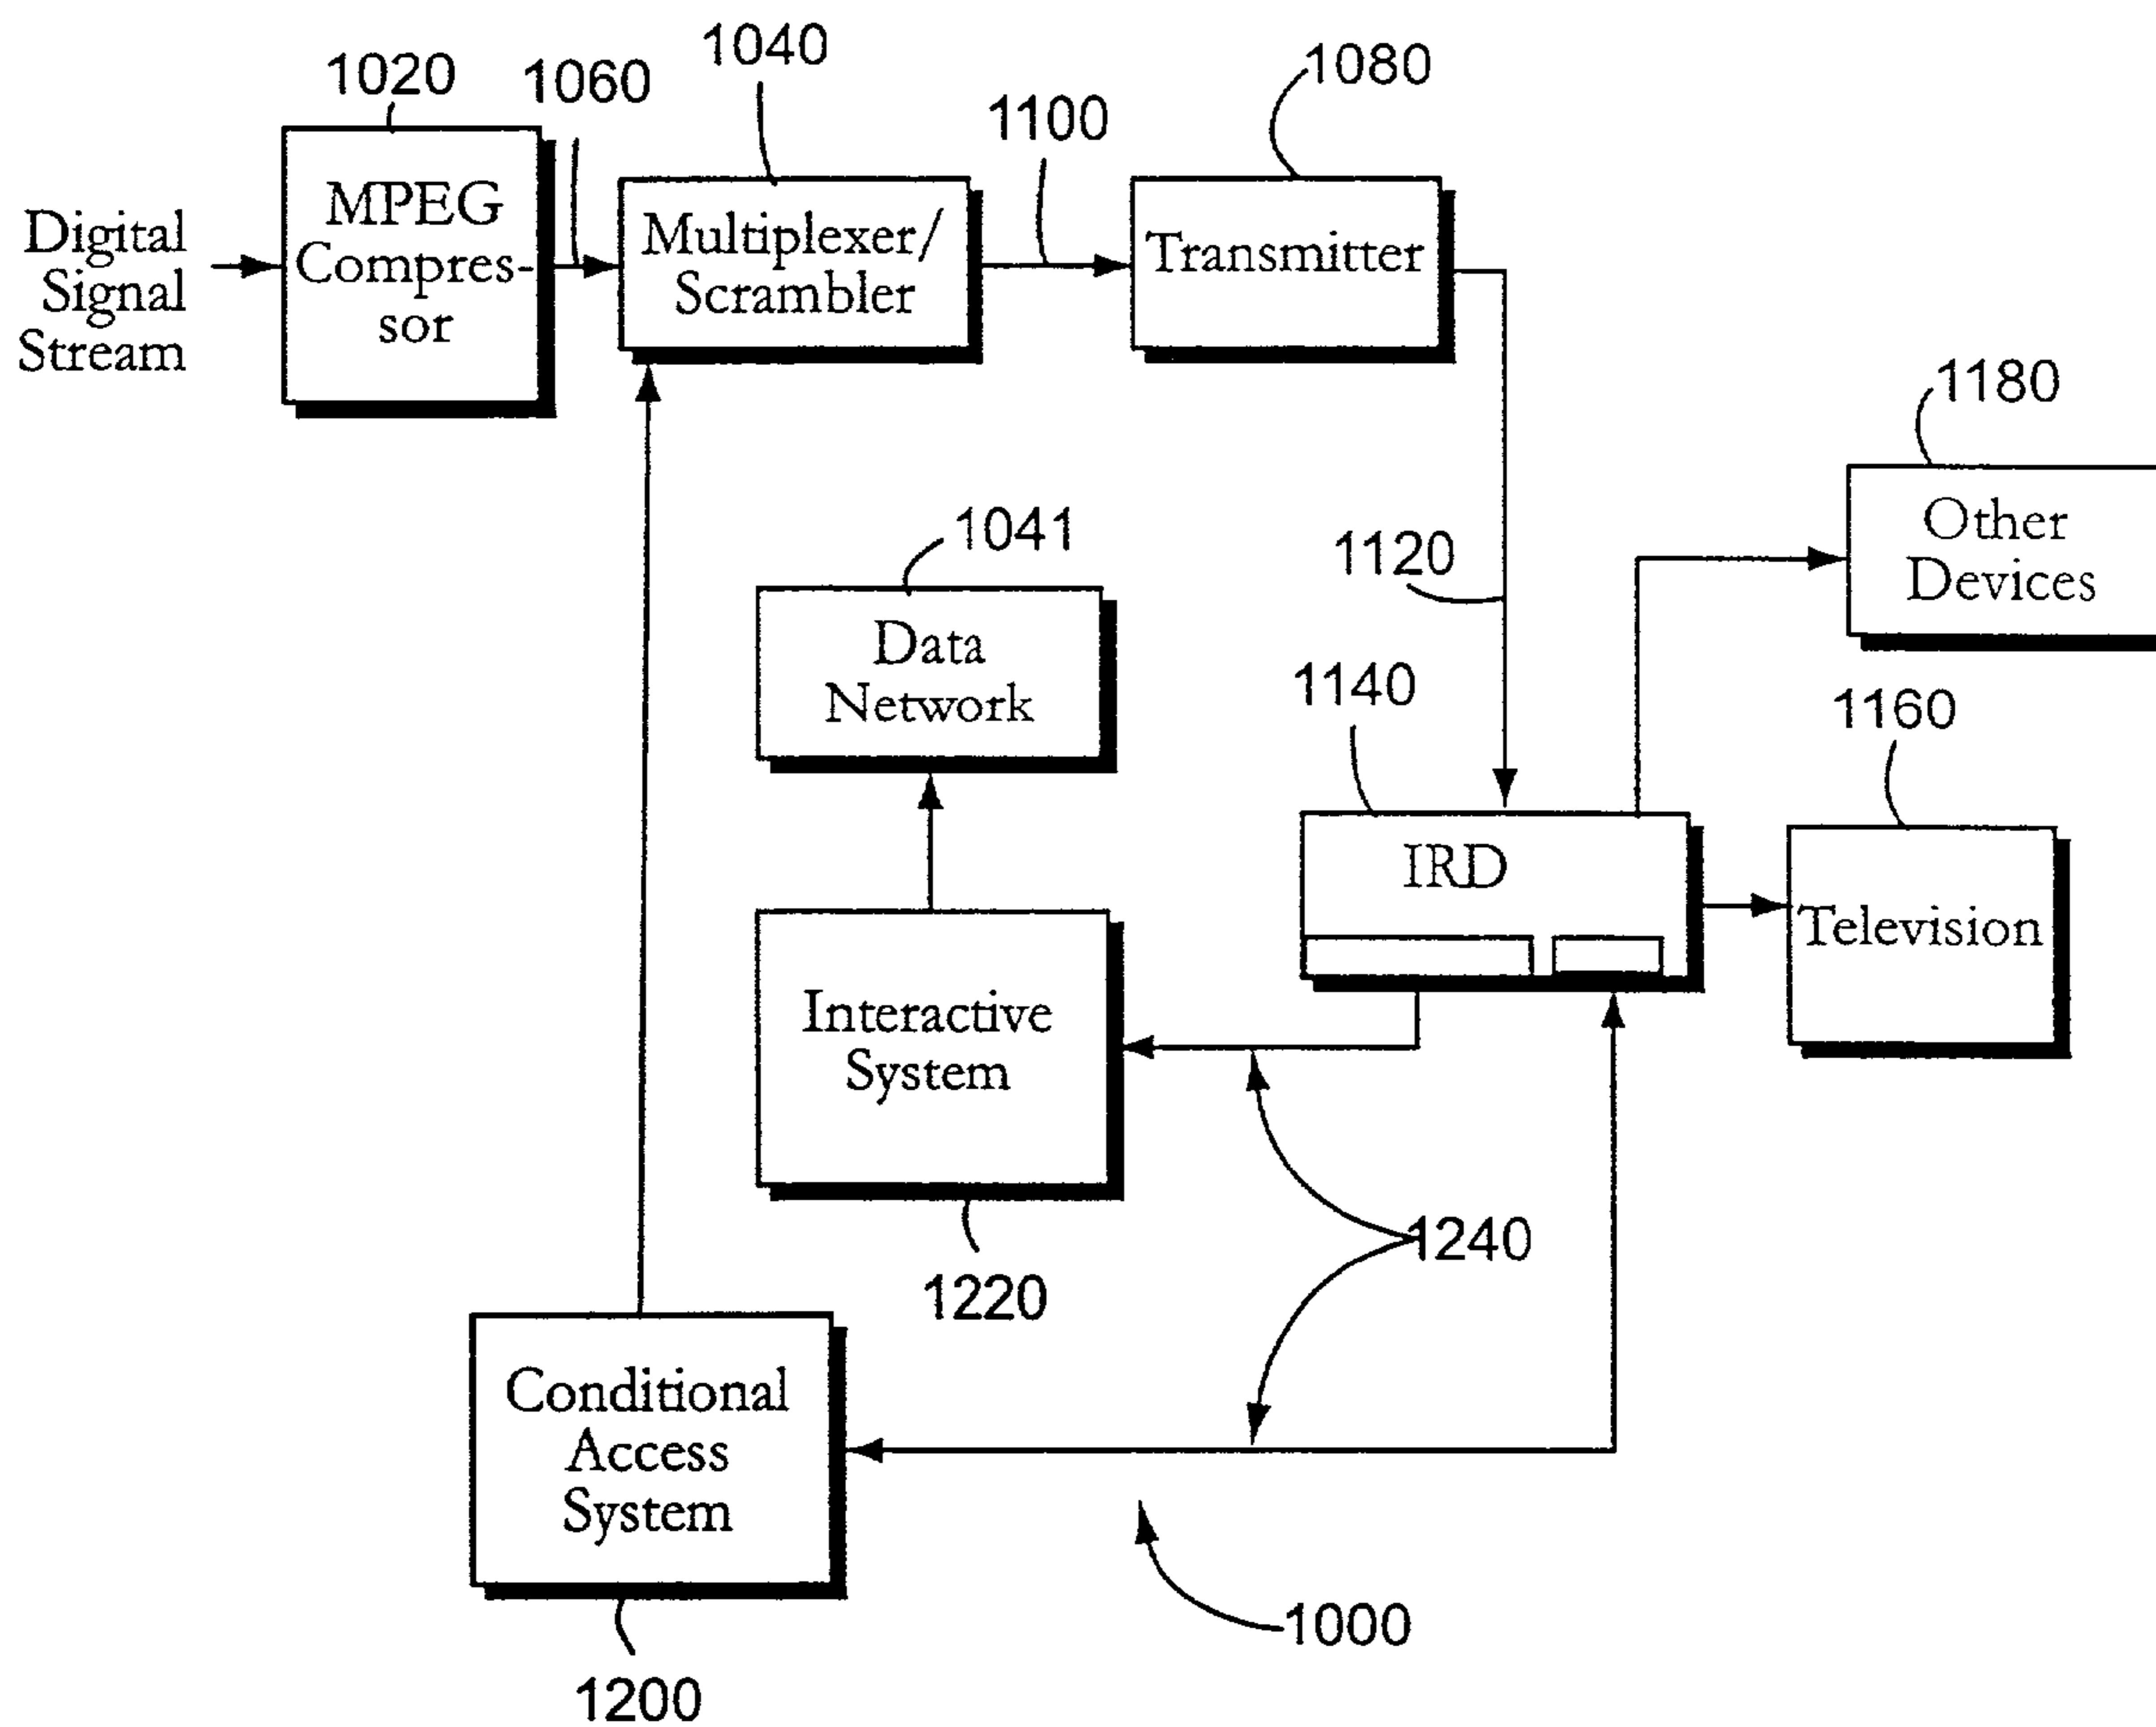 1020
1060
1040
1100
1080
Digital
Signal
Stream
MPEG
Compres-
sor
Multiplexer/
Scrambler
Transmitter
1180
Other
Devices
1041
Data
Network
1120
1140
IRD
1160
Television
Interactive
System
1220
1240
Conditional
Access
System
1200
1000